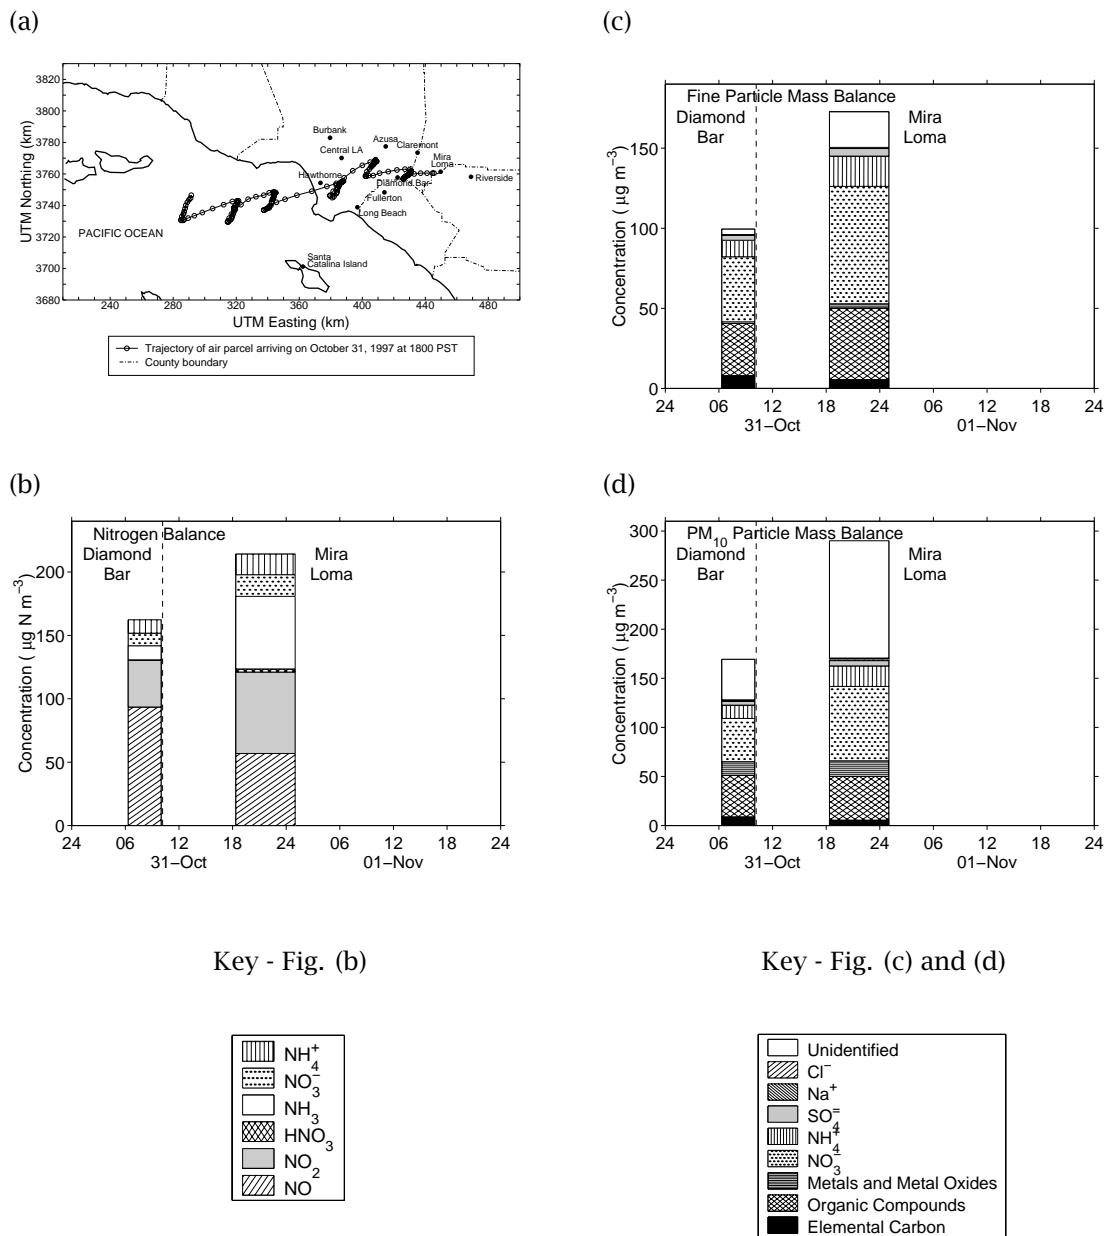 (a)
3820
3800
3780
3760
3740
3720
3700
3680
UTM Northing (km)
Burbank
Central LA
Azusa
Claremont
Mira
Loma
Hawthorne
Diamond Bar
Riverside
Fullerton
Long Beach
PACIFIC OCEAN
Santa
Catalina Island
240 280 320 360 400 440 480
UTM Easting (km)
Trajectory of air parcel arriving on October 31, 1997 at 1800 PST
County boundary
(c)
Fine Particle Mass Balance
Diamond
Bar
Mira
Loma
150
100
50
0
Concentration ( μg m−3)
24 06 12 18 24 06 12 18 24
31–Oct 01–Nov
(b)
Nitrogen Balance
Diamond
Bar
Mira
Loma
200
150
100
50
0
Concentration ( μg N m−3)
24 06 12 18 24 06 12 18 24
31–Oct 01–Nov
(d)
PM10 Particle Mass Balance
Diamond
Bar
Mira
Loma
300
250
200
150
100
50
0
Concentration ( μg m−3)
24 06 12 18 24 06 12 18 24
31–Oct 01–Nov
Key - Fig. (b)
NH4+
NO3−
NH3
HNO3
NO2
NO
Key - Fig. (c) and (d)
Unidentified
Cl−
Na+
SO4=
NH4+
NO3−
Metals and Metal Oxides
Organic Compounds
Elemental Carbon